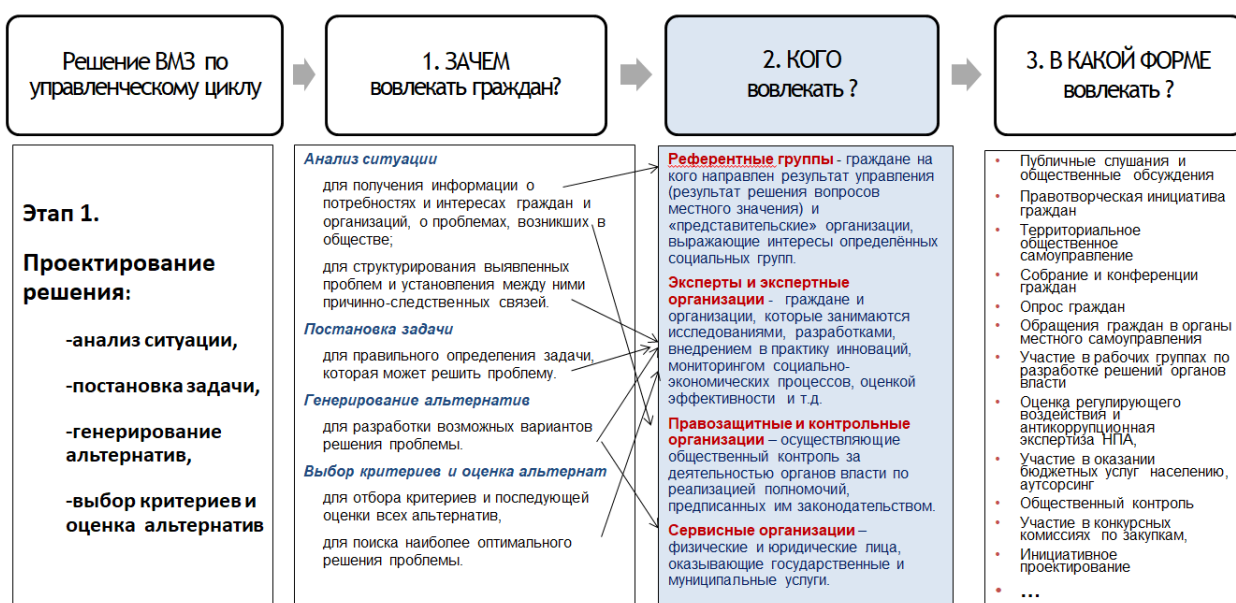 Решение ВМЗ по
управленческому циклу
1. ЗАЧЕМ
вовлекать граждан?
2. КОГО
вовлекать ?
3. В КАКОЙ ФОРМЕ
вовлекать ?
Этап 1.
Проектирование
решения:
-анализ ситуации,
-постановка задачи,
-генерирование
альтернатив,
-выбор критериев и
оценка альтернатив
Анализ ситуации
для получения информации о
потребностях и интересах граждан и
организаций, о проблемах, возникших в
обществе;
для структурирования выявленных
проблем и установления между ними
причинно-следственных связей.
Постановка задачи
для правильного определения задачи,
которая может решить проблему.
Генерирование альтернатив
для разработки возможных вариантов
решения проблемы.
Выбор критериев и оценка альтернат
для отбора критериев и последующей
оценки всех альтернатив,
для поиска наиболее оптимального
решения проблемы.
Референтные группы - граждане на
кого направлен результат управления
(результат решения вопросов
местного значения) и
«представительские» организации,
выражающие интересы определённых
социальных групп.
Эксперты и экспертные
организации - граждане и
организации, которые занимаются
исследованиями, разработками,
внедрением в практику инноваций,
мониторингом социально-
экономических процессов, оценкой
эффективности и т.д.
Правозащитные и контрольные
организации – осуществляющие
общественный контроль за
деятельностью органов власти по
реализацией полномочий,
предписанных им законодательством.
Сервисные организации –
физические и юридические лица,
оказывающие государственные и
муниципальные услуги.
• Публичные слушания и
общественные обсуждения
• Правотворческая инициатива
граждан
• Территориальное
общественное
самоуправление
• Собрание и конференции
граждан
• Опрос граждан
• Обращения граждан в органы
местного самоуправления
• Участие в рабочих группах по
разработке решений органов
власти
• Оценка регулирующего
воздействия и
антикоррупционная
экспертиза НПА,
• Участие в оказании
бюджетных услуг населению,
аутсорсинг
• Общественный контроль
• Участие в конкурсных
комиссиях по закупкам,
• Инициативное
проектирование
• ...